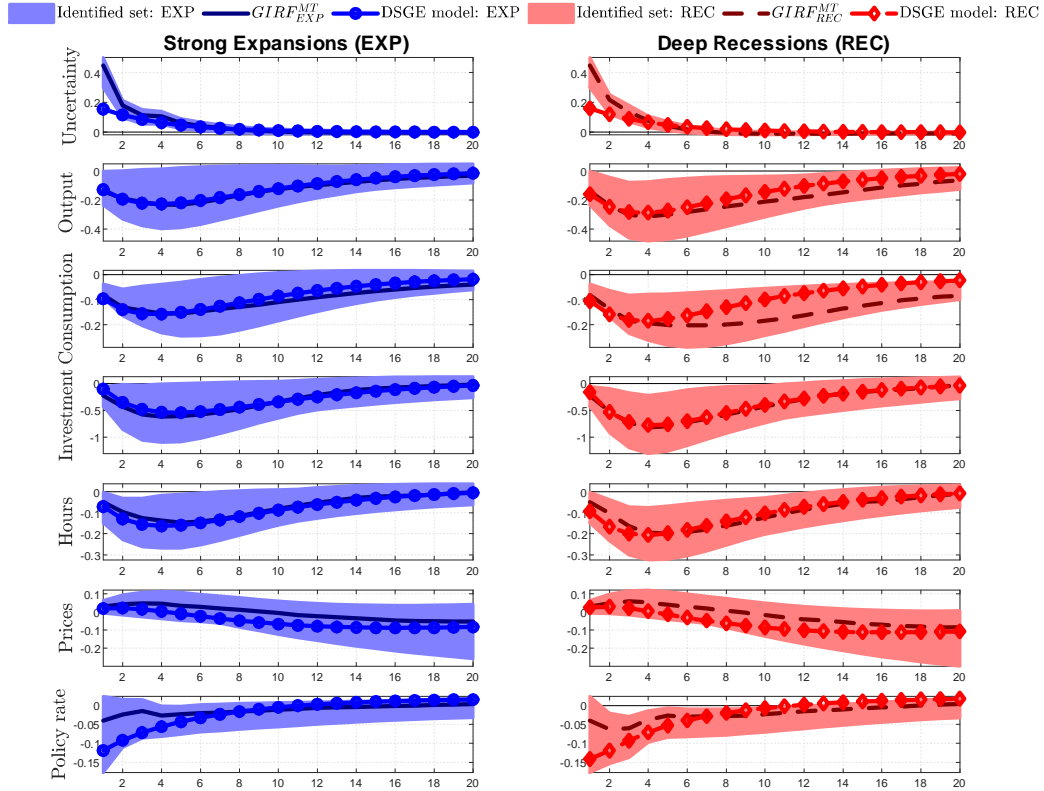 Identified set: EXP GIRF^{MT}_{EXP} DSGE model: EXP Identified set: REC GIRF^{MT}_{REC} DSGE model: REC
Strong Expansions (EXP) Deep Recessions (REC)
Uncertainty
0.4
0.2
0
2 4 6 8 10 12 14 16 18 20
0.4
0.2
0
2 4 6 8 10 12 14 16 18 20
Output
0
-0.2
-0.4
2 4 6 8 10 12 14 16 18 20
0
-0.2
-0.4
2 4 6 8 10 12 14 16 18 20
Consumption
0
-0.1
-0.2
2 4 6 8 10 12 14 16 18 20
0
-0.1
-0.2
2 4 6 8 10 12 14 16 18 20
Investment
0
-0.5
-1
2 4 6 8 10 12 14 16 18 20
0
-0.5
-1
2 4 6 8 10 12 14 16 18 20
Hours
0
-0.1
-0.2
-0.3
2 4 6 8 10 12 14 16 18 20
0
-0.1
-0.2
-0.3
2 4 6 8 10 12 14 16 18 20
Prices
0.1
0
-0.1
-0.2
2 4 6 8 10 12 14 16 18 20
0.1
0
-0.1
-0.2
2 4 6 8 10 12 14 16 18 20
Policy rate
0
-0.05
-0.1
-0.15
2 4 6 8 10 12 14 16 18 20
0
-0.05
-0.1
-0.15
2 4 6 8 10 12 14 16 18 20